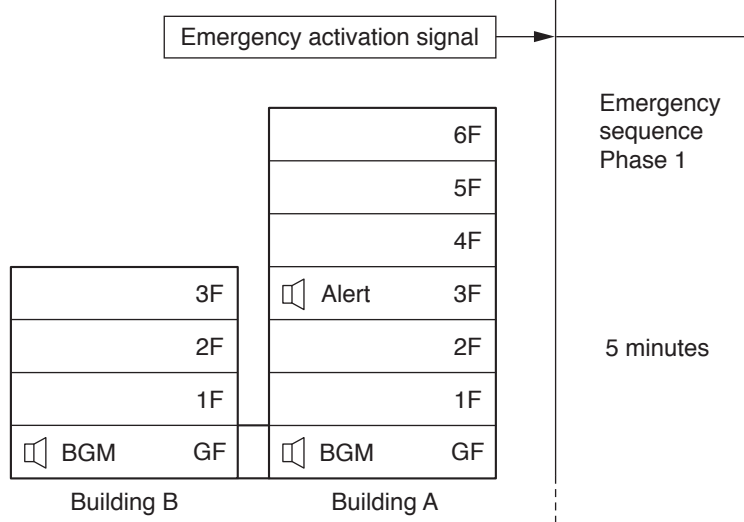 Emergency activation signal
Emergency
sequence
Phase 1
6F
5F
4F
3F
Alert 3F
2F
2F
5 minutes
1F
1F
BGM GF
BGM GF
Building B
Building A